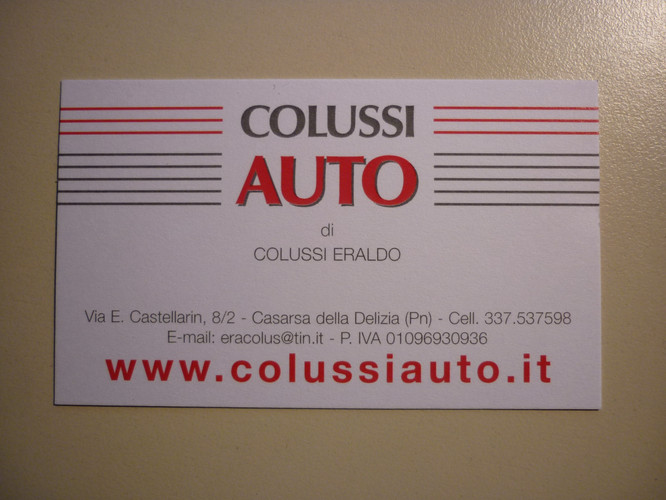 COLUSSI
AUTO
di
COLUSSI ERALDO
Via E. Castellarin, 8/2 - Casarsa della Delizia (Pn) - Cell. 337.537598
E-mail: eracolus@tin.it - P. IVA 01096930936
www.colussiauto.it